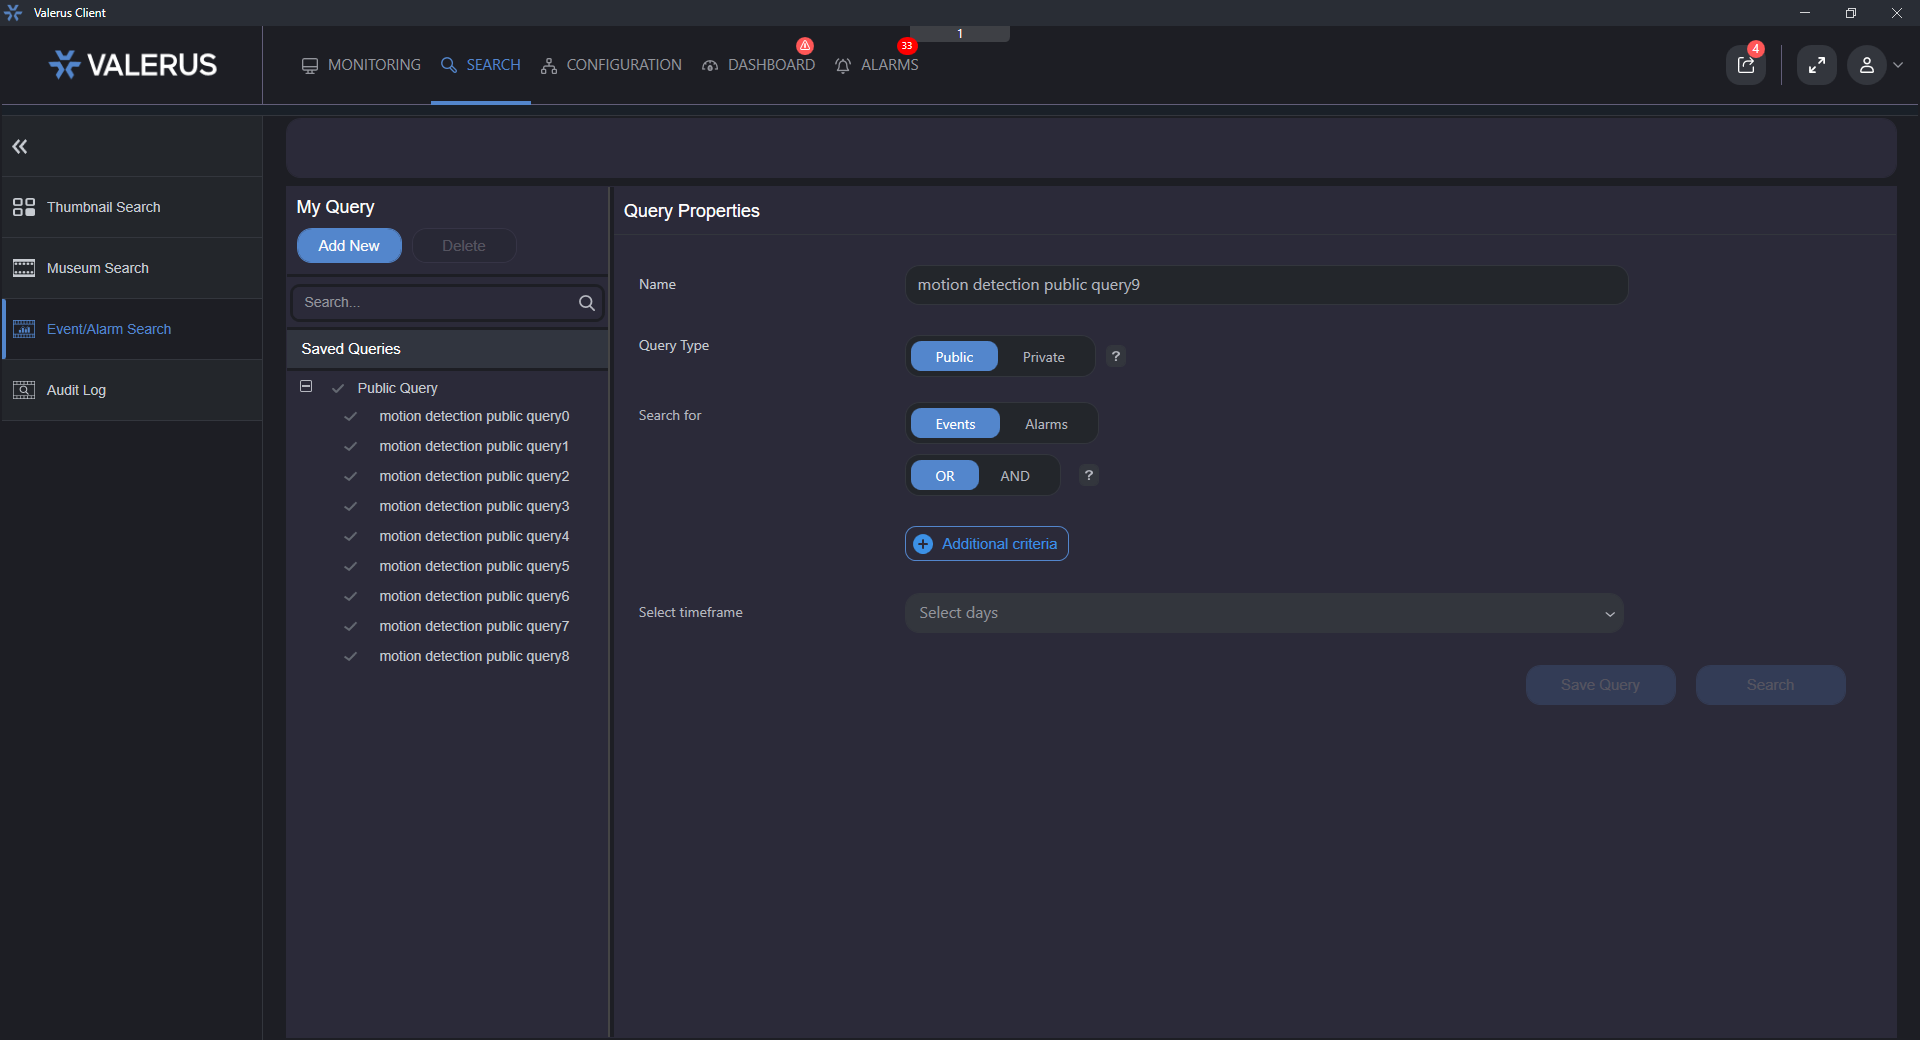 Valerus Client
1
VALERUS
MONITORING
SEARCH
CONFIGURATION
DASHBOARD
33
ALARMS
4
Thumbnail Search
Museum Search
Event/Alarm Search
Audit Log
My Query
Add New
Delete
Search...
Saved Queries
Public Query
motion detection public query0
motion detection public query1
motion detection public query2
motion detection public query3
motion detection public query4
motion detection public query5
motion detection public query6
motion detection public query7
motion detection public query8
Query Properties
Name
motion detection public query9
Query Type
Public
Private
?
Search for
Events
Alarms
OR
AND
?
Additional criteria
Select timeframe
Select days
Save Query
Search